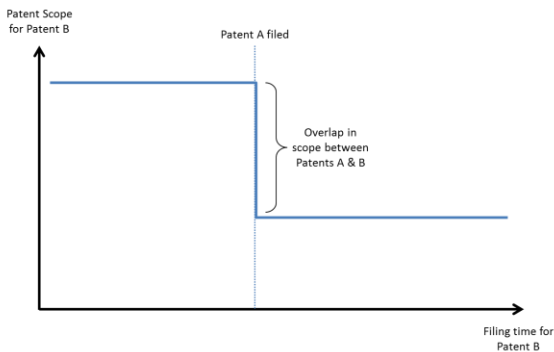 Patent Scope
for Patent B
Patent A filed
Overlap in
scope between
Patents A & B
Filing time for
Patent B